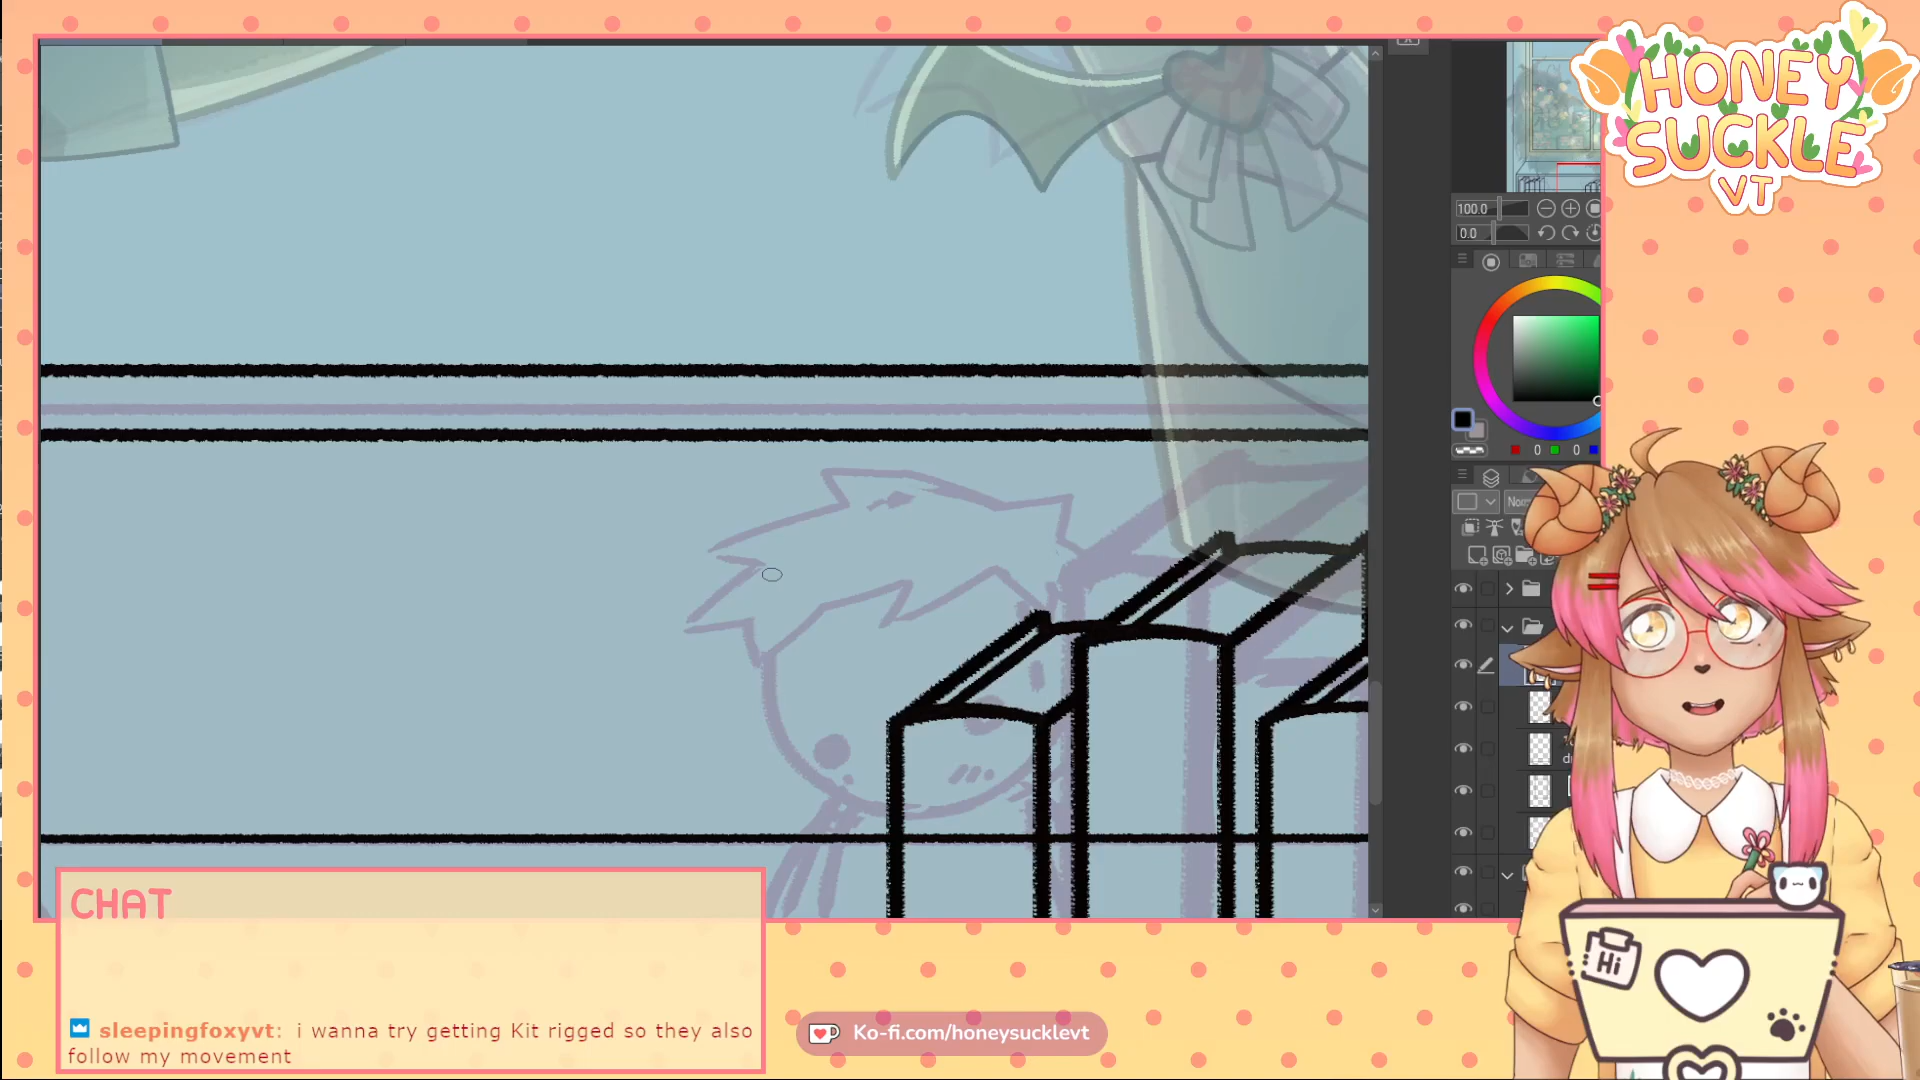 HONEY
SUCKLE
VT
100.0
0.0
0 0
Nor
Hi
CHAT
sleepingfoxyvt: i wanna try getting Kit rigged so they also
follow my movement
Ko-fi.com/honeysucklevt